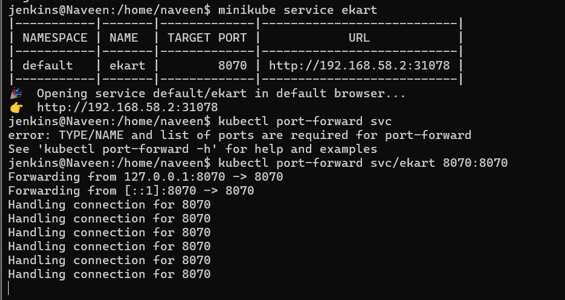 jenkins@Naveen:/home/naveen$ minikube service ekart
|-----------|-------|-------------|---------------------------|
| NAMESPACE | NAME  | TARGET PORT |            URL            |
|-----------|-------|-------------|---------------------------|
| default   | ekart |        8070 | http://192.168.58.2:31078 |
|-----------|-------|-------------|---------------------------|
🎉  Opening service default/ekart in default browser...
👉  http://192.168.58.2:31078
jenkins@Naveen:/home/naveen$ kubectl port-forward svc
error: TYPE/NAME and list of ports are required for port-forward
See 'kubectl port-forward -h' for help and examples
jenkins@Naveen:/home/naveen$ kubectl port-forward svc/ekart 8070:8070
Forwarding from 127.0.0.1:8070 -> 8070
Forwarding from [::1]:8070 -> 8070
Handling connection for 8070
Handling connection for 8070
Handling connection for 8070
Handling connection for 8070
Handling connection for 8070
Handling connection for 8070